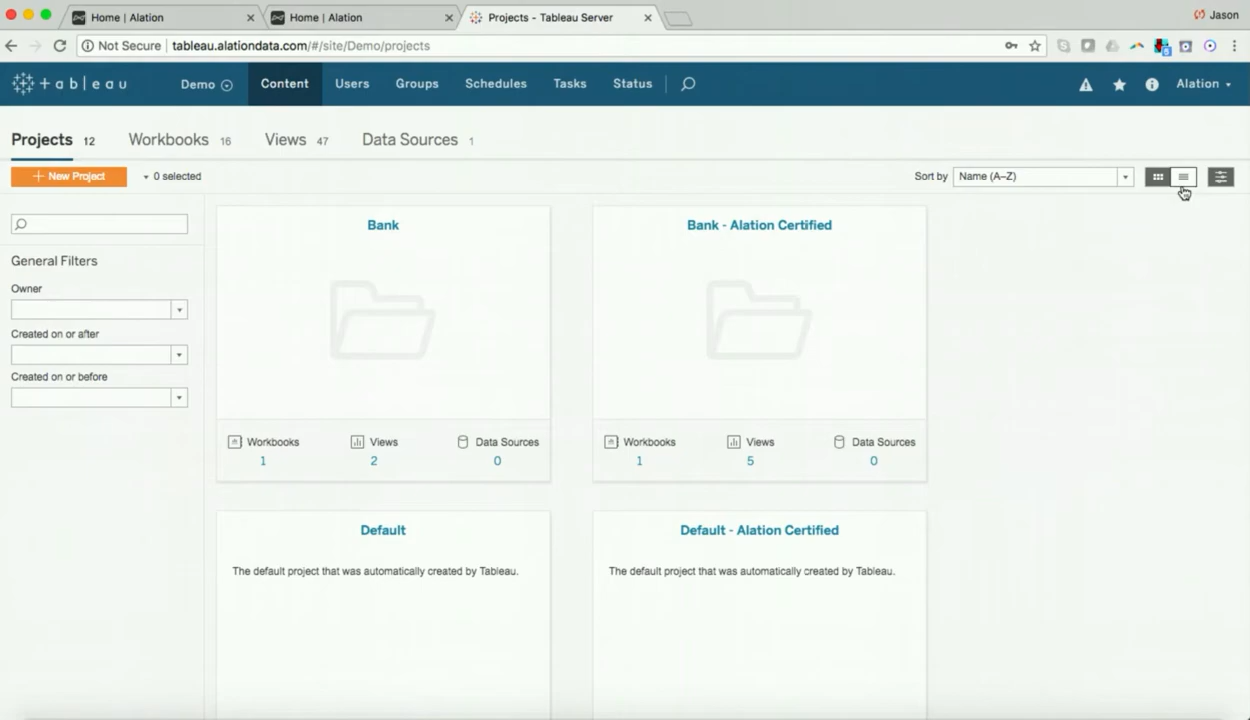 Home | Alation
Home | Alation
Projects - Tableau Server
Jason
Not Secure | tableau.alationdata.com/#/site/Demo/projects
5
+ableau
Demo
Content
Users
Groups
Schedules
Tasks
Status
Alation
Projects 12
Workbooks 16
Views 47
Data Sources 1
+ New Project
0 selected
Sort by
Name (A–Z)
General Filters
Owner
Created on or after
Created on or before
Bank
Workbooks
1
Views
2
Data Sources
0
Bank - Alation Certified
Workbooks
1
Views
5
Data Sources
0
Default
The default project that was automatically created by Tableau.
Default - Alation Certified
The default project that was automatically created by Tableau.